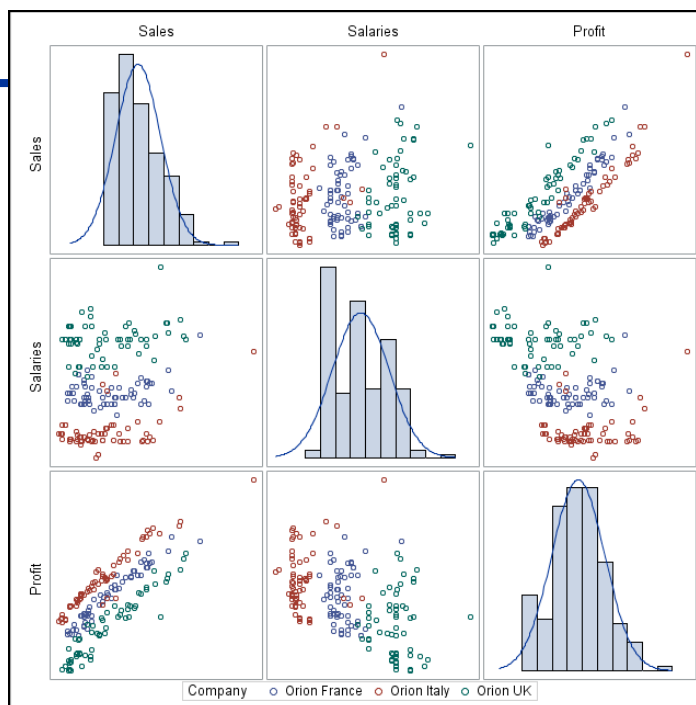 Sales Salaries Profit
Sales
Salaries
Profit
Company Orion France Orion Italy Orion UK